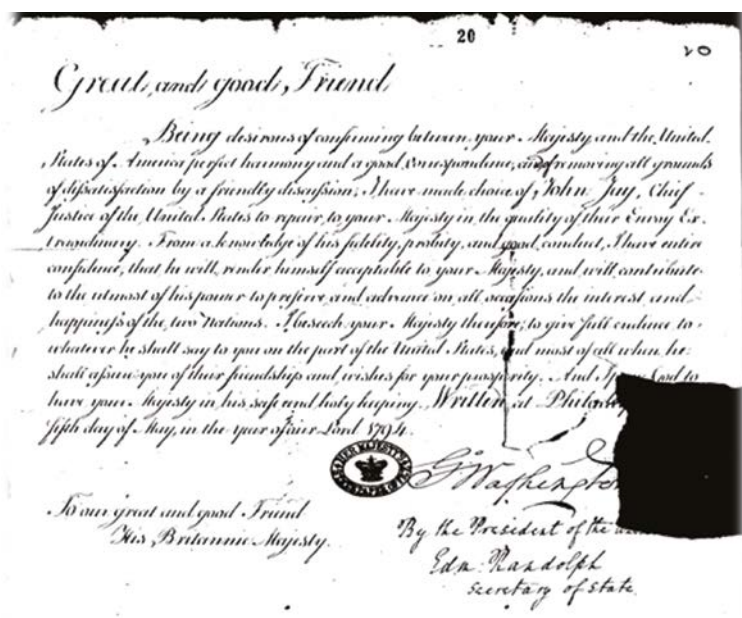 20
20
Great and good Friend
Being desirous of confirming between your Majesty and the United
States of America perfect harmony and a good correspondence, and of removing all grounds
of dissatisfaction by a friendly discussion; I have made choice of John Jay, Chief
Justice of the United States to repair to your Majesty in the quality of their Envoy Ex-
traordinary. From a knowledge of his fidelity, probity, and good conduct, I have entire
confidence, that he will render himself acceptable to your Majesty, and will contribute
to the utmost of his power to preserve and advance on all occasions the interest, and
happiness of the two Nations. I beseech your Majesty therefore, to give full credence to
whatever he shall say to you on the part of the United States, and most of all when he
shall assure you of their friendship and wishes for your prosperity. And I pray God to
have your Majesty in his safe and holy keeping. Written at
fifth day of May, in the year of our Lord 1794.
HER MAJESTY'S
G: Washington
To our great and good Friend
His Britannic Majesty.
By the President of the
Edm: Randolph
Secretary of State.